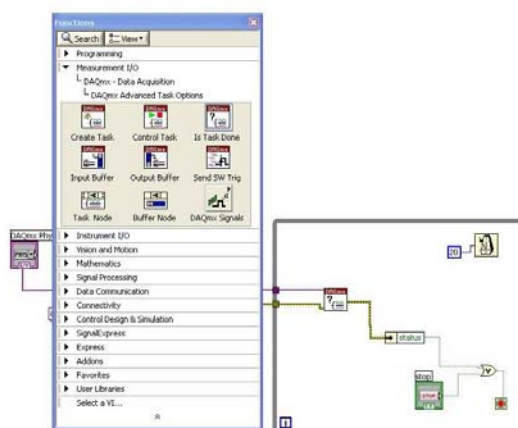 Functions
Search View
Programming
Measurement I/O
DAQmx - Data Acquisition
DAQmx Advanced Task Options
Create Task Control Task Is Task Done
Input Buffer Output Buffer Send SW Trig
Task Node Buffer Node DAQmx Signals
Instrument I/O
Vision and Motion
Mathematics
Signal Processing
Data Communication
Connectivity
Control Design & Simulation
SignalExpress
Express
Addons
Favorites
User Libraries
Select a VI...
DAQmx Phy
20
status
stop
i